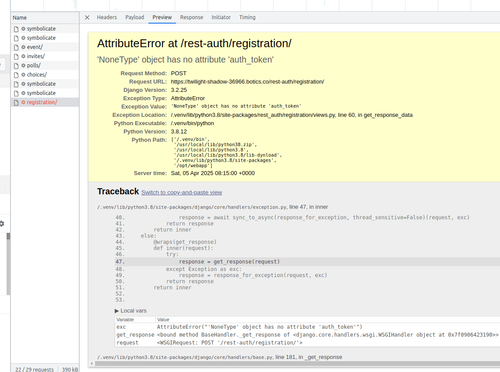 Name
symbolicate
symbolicate
event/
invites/
polls/
choices/
symbolicate
symbolicate
registration/
22 / 29 requests 390 kB
Headers Payload Preview Response Initiator Timing
AttributeError at /rest-auth/registration/
'NoneType' object has no attribute 'auth_token'
Request Method: POST
Request URL: https://twilight-shadow-36966.botics.co/rest-auth/registration/
Django Version: 3.2.25
Exception Type: AttributeError
Exception Value: 'NoneType' object has no attribute 'auth_token'
Exception Location: /.venv/lib/python3.8/site-packages/rest_auth/registration/views.py, line 60, in get_response_data
Python Executable: /.venv/bin/python
Python Version: 3.8.12
Python Path: ['/.venv/bin',
'/usr/local/lib/python38.zip',
'/usr/local/lib/python3.8',
'/usr/local/lib/python3.8/lib-dynload',
'/.venv/lib/python3.8/site-packages',
'/opt/webapp']
Server time: Sat, 05 Apr 2025 08:15:00 +0000
Traceback Switch to copy-and-paste view
/.venv/lib/python3.8/site-packages/django/core/handlers/exception.py, line 47, in inner
40. response = await sync_to_async(response_for_exception, thread_sensitive=False)(request, exc)
41. return response
42. return inner
43. else:
44. @wraps(get_response)
45. def inner(request):
46. try:
47. response = get_response(request)
48. except Exception as exc:
49. response = response_for_exception(request, exc)
50. return response
51. return inner
52.
53.
▶ Local vars
Variable Value
exc AttributeError("'NoneType' object has no attribute 'auth_token'")
get_response <bound method BaseHandler._get_response of <django.core.handlers.wsgi.WSGIHandler object at 0x7f8906423190>>
request <WSGIRequest: POST '/rest-auth/registration/'>
/.venv/lib/python3.8/site-packages/django/core/handlers/base.py, line 181, in _get_response